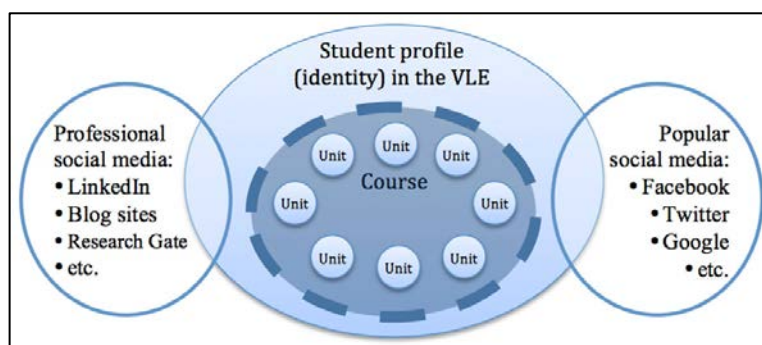 Student profile
(identity) in the VLE
Professional
social media:
• LinkedIn
• Blog sites
• Research Gate
• etc.
Unit
Unit
Unit
Unit
Unit
Course
Unit
Unit
Unit
Unit
Popular
social media:
• Facebook
• Twitter
• Google
• etc.